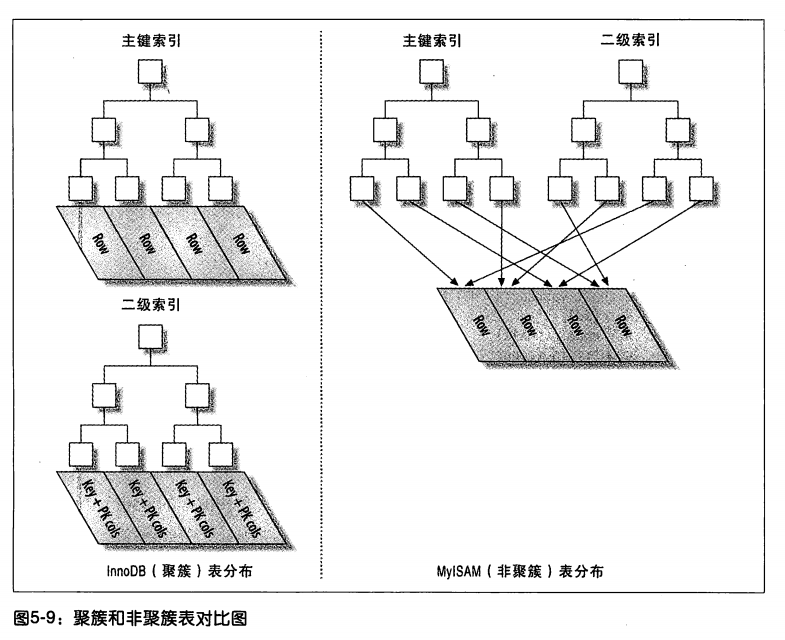 主键索引
Row
Row
Row
Row
二级索引
Key + PK cols
Key + PK cols
Key + PK cols
Key + PK cols
InnoDB（聚簇）表分布
主键索引
二级索引
Row
Row
Row
Row
MyISAM（非聚簇）表分布
图5-9：聚簇和非聚簇表对比图